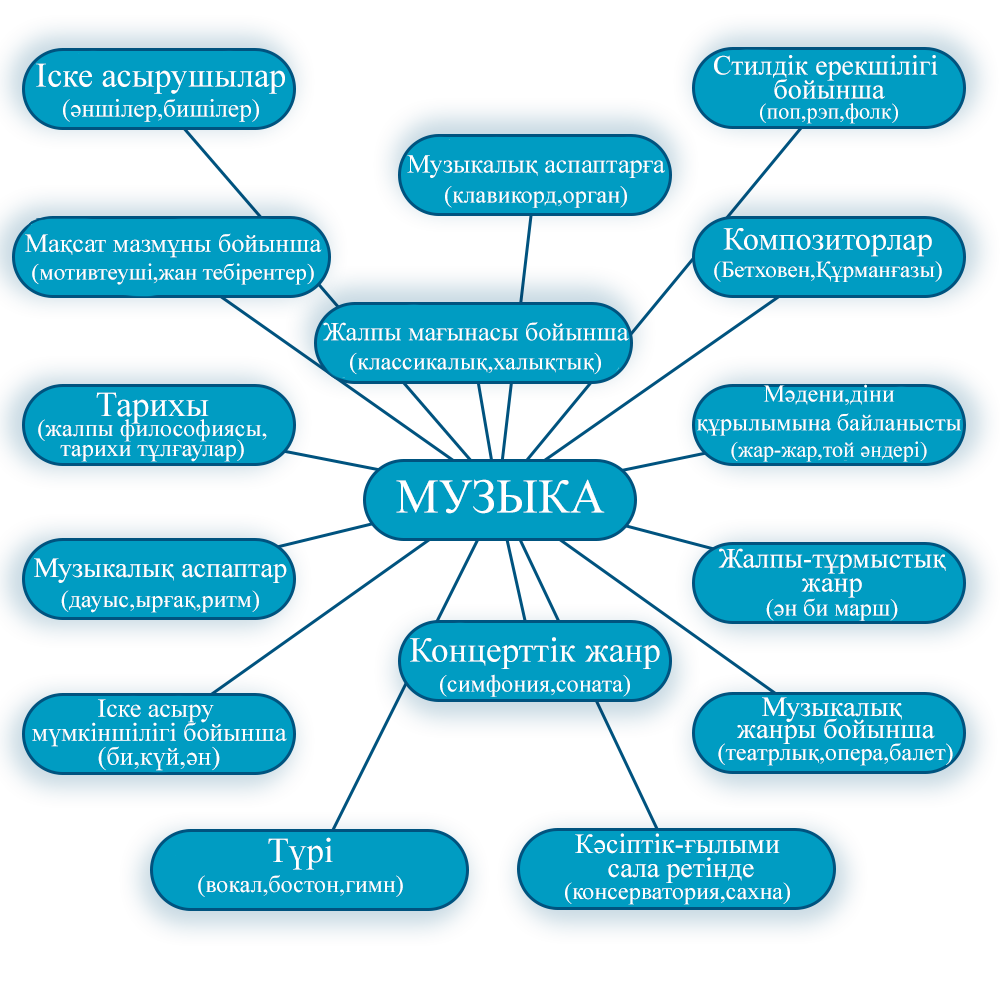 Іске асырушылар
(әншілер,бишілер)
Стилдік ерекшілігі
бойынша
(поп,рэп,фолк)
Музыкалық аспаптарға
(клавикорд,орган)
Мақсат мазмұны бойынша
(мотивтеуші,жан тебірентер)
Композиторлар
(Бетховен,Құрманғазы)
Жалпы мағынасы бойынша
(классикалық,халықтық)
Тарихы
(жалпы философиясы,
тарихи тұлғаулар)
Мәдени,діни
құрылымына байланысты
(жар-жар,той әндері)
МУЗЫКА
Музыкалық аспаптар
(дауыс,ырғақ,ритм)
Жалпы-тұрмыстық
жанр
(ән би марш)
Концерттік жанр
(симфония,соната)
Іске асыру
мүмкіншілігі бойынша
(би,күй,ән)
Музыкалық
жанры бойынша
(театрлық,опера,балет)
Түрі
(вокал,бостон,гимн)
Кәсіптік-ғылыми
сала ретінде
(консерватория,сахна)